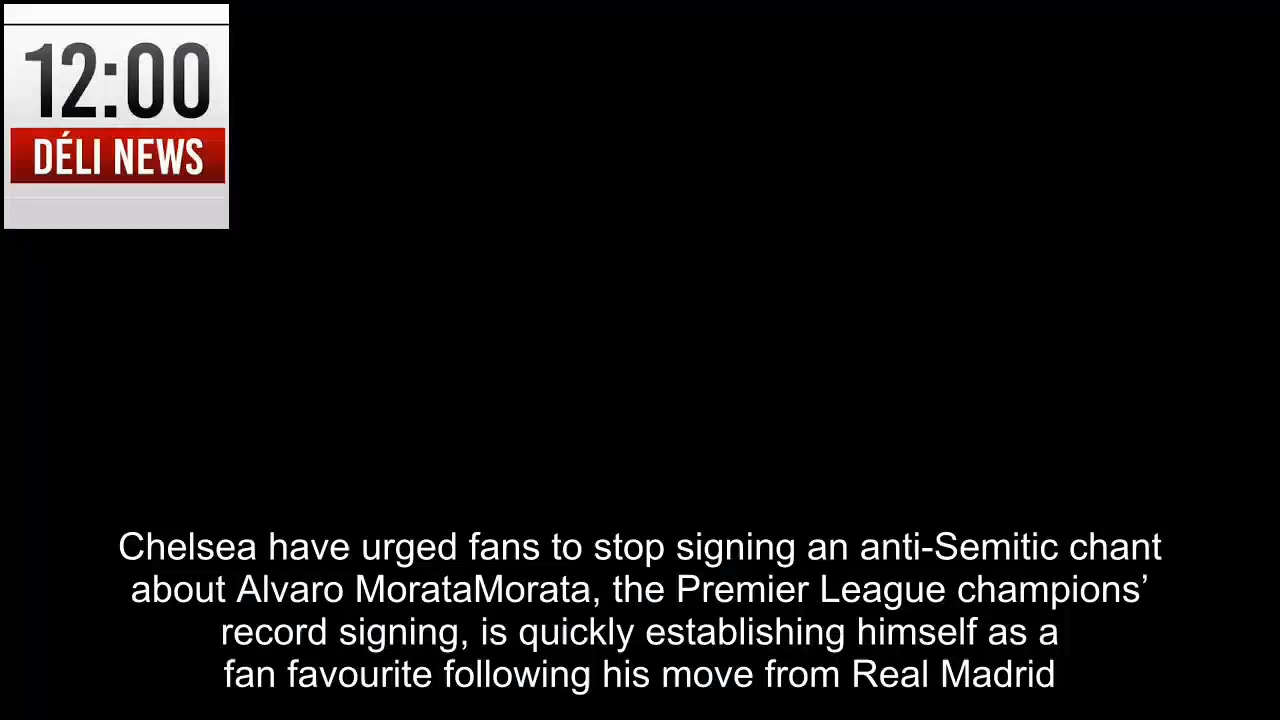 12:00
DÉLI NEWS
Chelsea have urged fans to stop signing an anti-Semitic chant
about Alvaro MorataMorata, the Premier League champions’
record signing, is quickly establishing himself as a
fan favourite following his move from Real Madrid